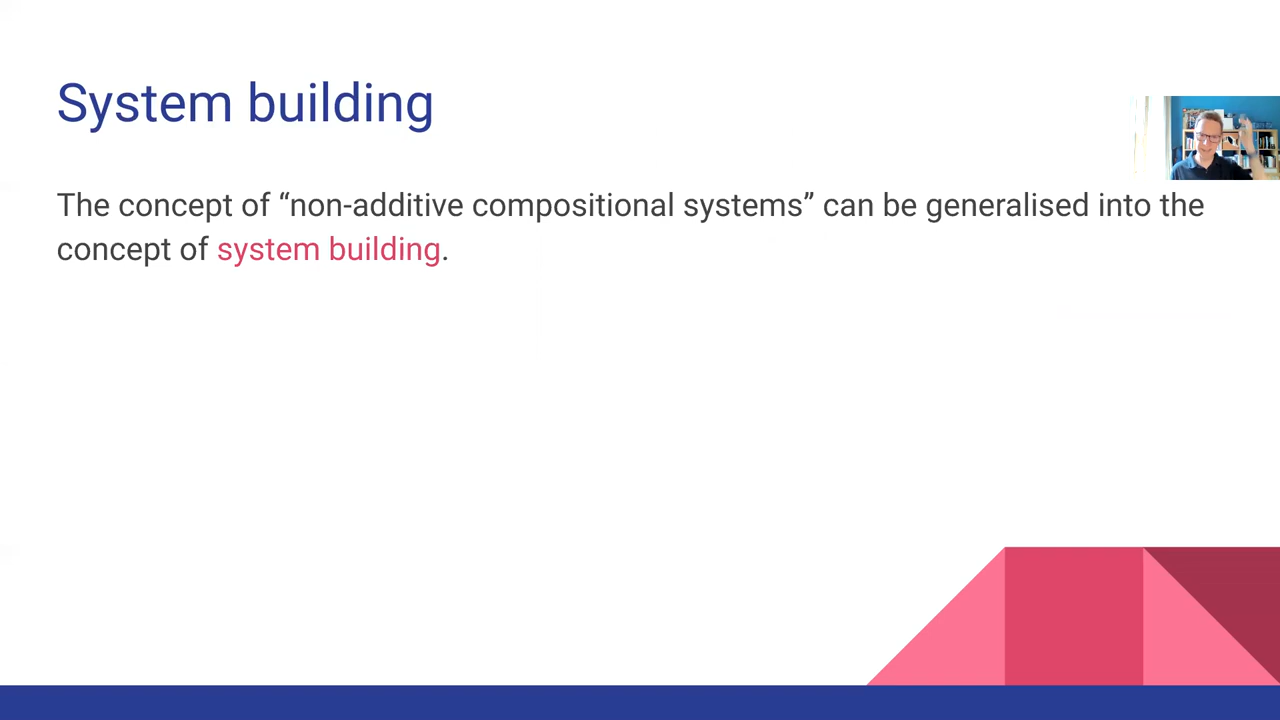 System building
The concept of “non-additive compositional systems” can be generalised into the
concept of system building.